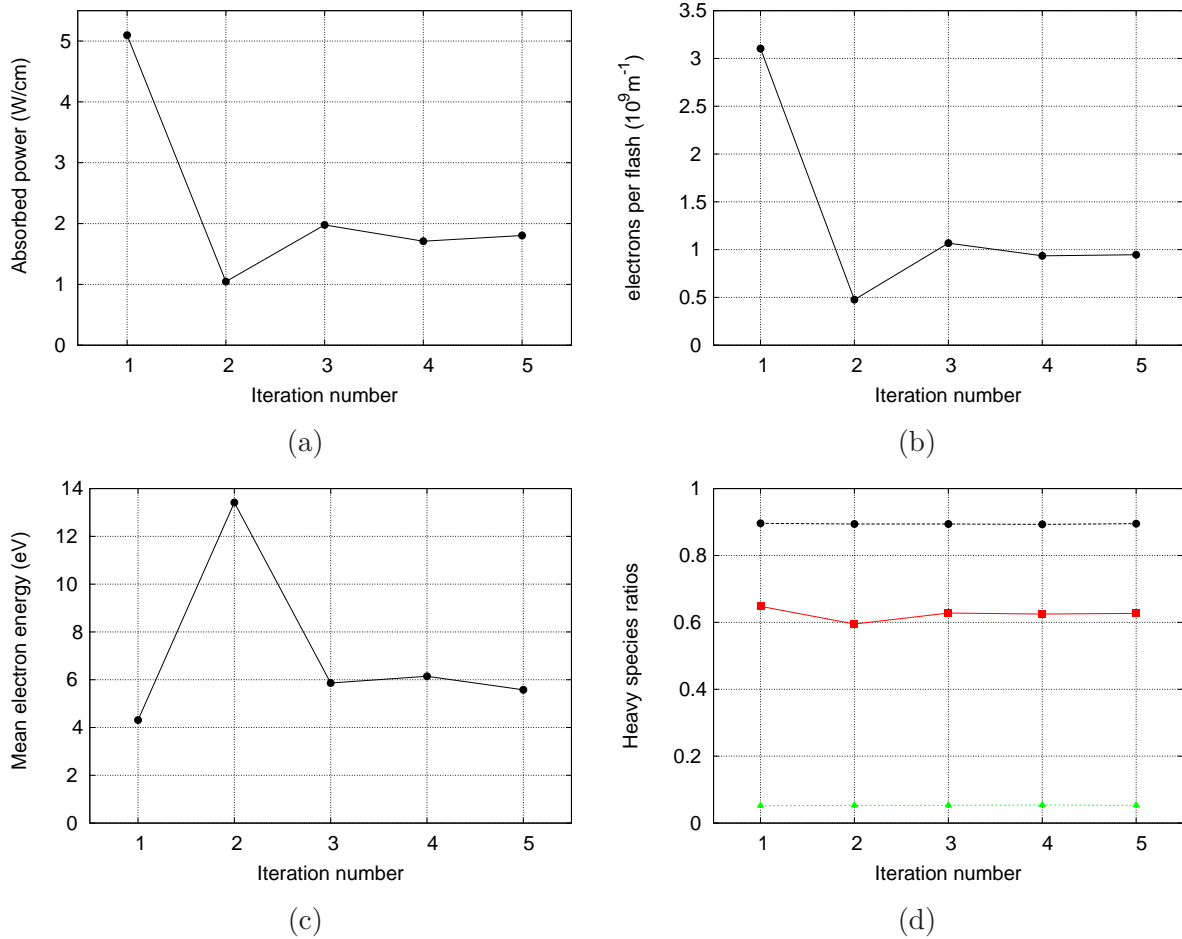 5
4
3
2
1
0
Absorbed power (W/cm)
1 2 3 4 5
Iteration number
(a)
3.5
3
2.5
2
1.5
1
0.5
0
electrons per flash (10⁹m⁻¹)
1 2 3 4 5
Iteration number
(b)
14
12
10
8
6
4
2
0
Mean electron energy (eV)
1 2 3 4 5
Iteration number
(c)
1
0.8
0.6
0.4
0.2
0
Heavy species ratios
1 2 3 4 5
Iteration number
(d)